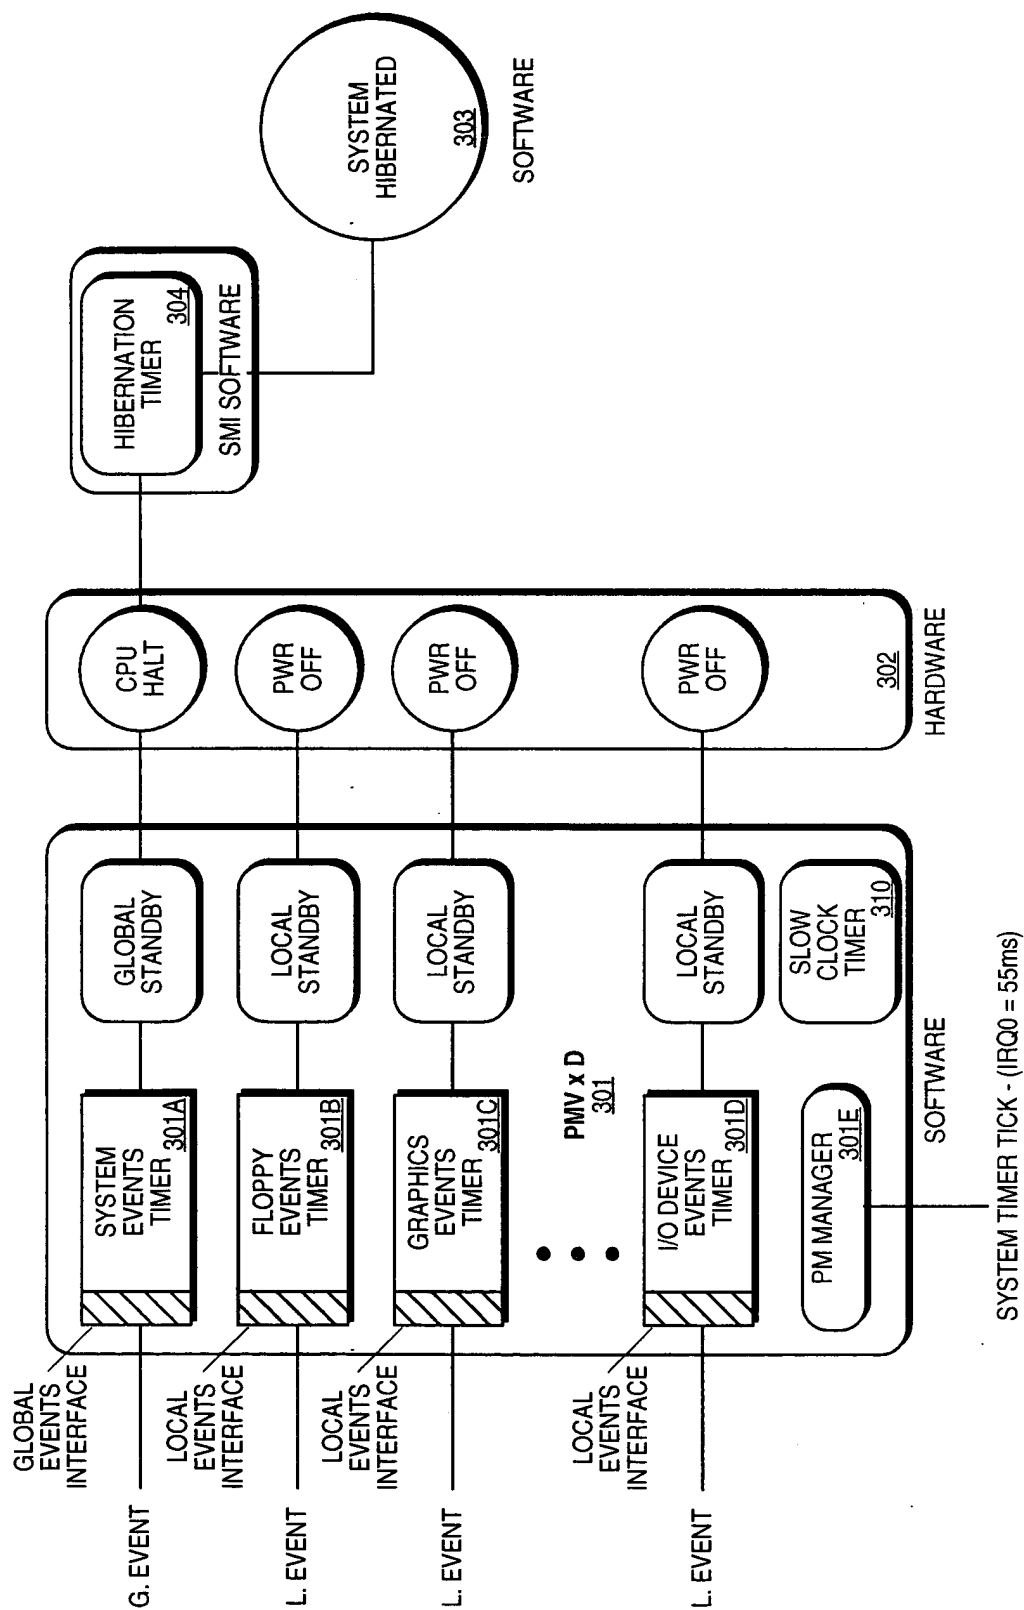 G. EVENT
GLOBAL
EVENTS
INTERFACE
SYSTEM
EVENTS
TIMER
301A
GLOBAL
STANDBY
CPU
HALT
HIBERNATION
TIMER
304
SMI SOFTWARE
SYSTEM
HIBERNATED
303
SOFTWARE
L. EVENT
LOCAL
EVENTS
INTERFACE
FLOPPY
EVENTS
TIMER
301B
LOCAL
STANDBY
PWR
OFF
L. EVENT
LOCAL
EVENTS
INTERFACE
GRAPHICS
EVENTS
TIMER
301C
LOCAL
STANDBY
PWR
OFF
PMV x D
301
L. EVENT
LOCAL
EVENTS
INTERFACE
I/O DEVICE
EVENTS
TIMER
301D
LOCAL
STANDBY
PWR
OFF
PM MANAGER
301E
SLOW
CLOCK
TIMER
310
302
SOFTWARE
HARDWARE
SYSTEM TIMER TICK - (IRQ0 = 55ms)